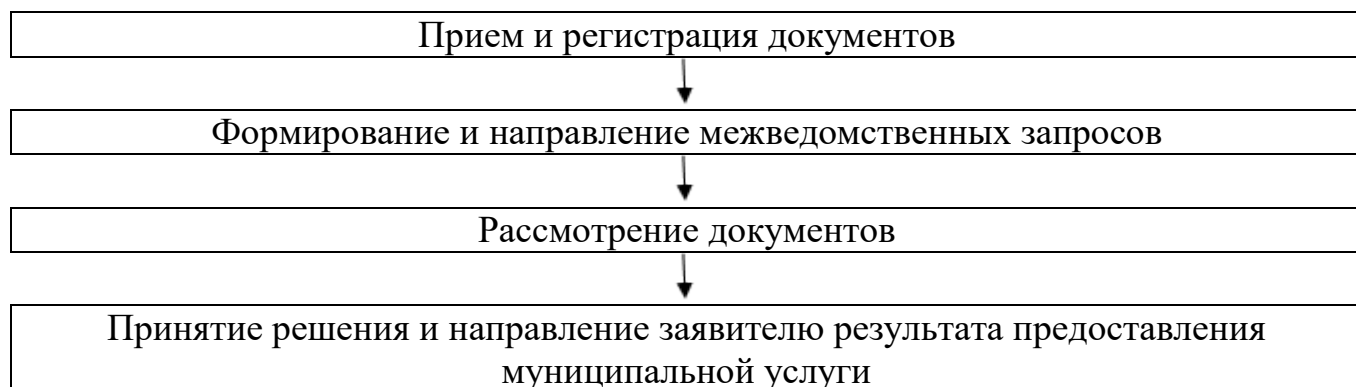 Прием и регистрация документов
Формирование и направление межведомственных запросов
Рассмотрение документов
Принятие решения и направление заявителю результата предоставления
муниципальной услуги